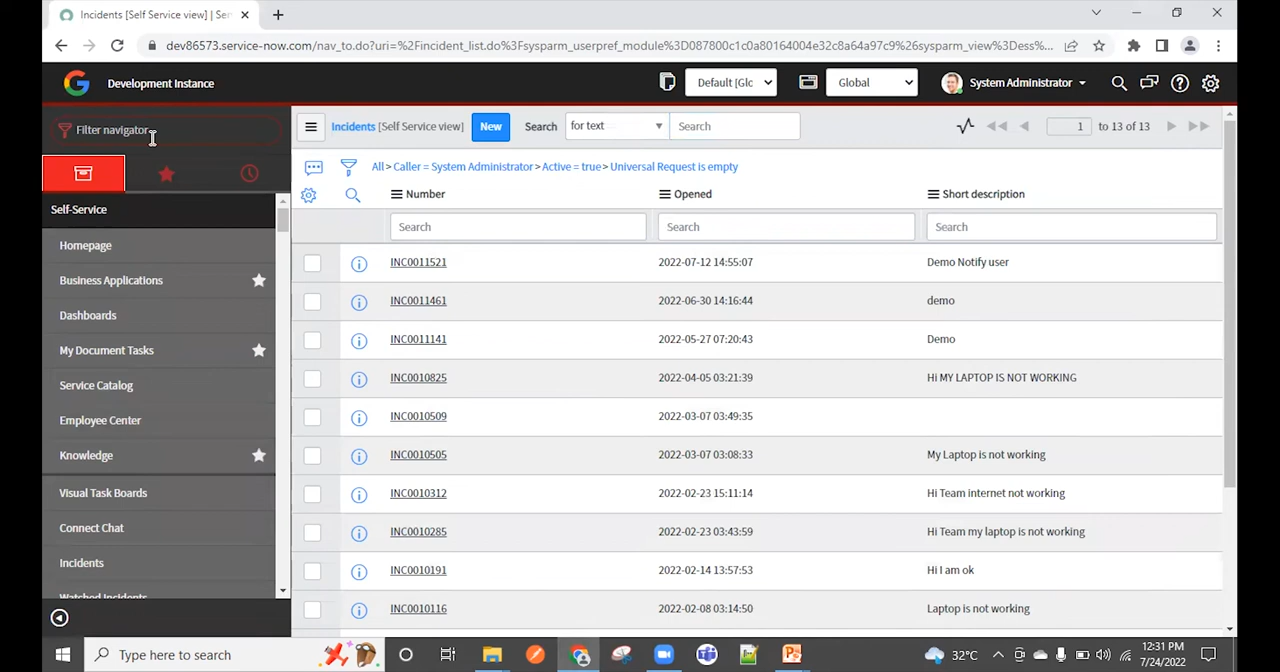 Incidents [Self Service view] | Ser
dev86573.service-now.com/nav_to.do?uri=%2Fincident_list.do%3Fsysparm_userpref_module%3D087800c1c0a80164004e32c8a64a97c9%26sysparm_view%3Dess%...
Development Instance
Default [Glc
Global
System Administrator
Filter navigator
Incidents [Self Service view]
New
Search
for text
Search
1 to 13 of 13
All > Caller = System Administrator > Active = true > Universal Request is empty
Number
Opened
Short description
Search
Search
Search
Self-Service
Homepage
Business Applications
Dashboards
My Document Tasks
Service Catalog
Employee Center
Knowledge
Visual Task Boards
Connect Chat
Incidents
Watched Incidents
INC0011521 2022-07-12 14:55:07 Demo Notify user
INC0011461 2022-06-30 14:16:44 demo
INC0011141 2022-05-27 07:20:43 Demo
INC0010825 2022-04-05 03:21:39 Hi MY LAPTOP IS NOT WORKING
INC0010509 2022-03-07 03:49:35
INC0010505 2022-03-07 03:08:33 My Laptop is not working
INC0010312 2022-02-23 15:11:14 Hi Team internet not working
INC0010285 2022-02-23 03:43:59 Hi Team my laptop is not working
INC0010191 2022-02-14 13:57:53 Hi I am ok
INC0010116 2022-02-08 03:14:50 Laptop is not working
Type here to search
32°C
12:31 PM
7/24/2022